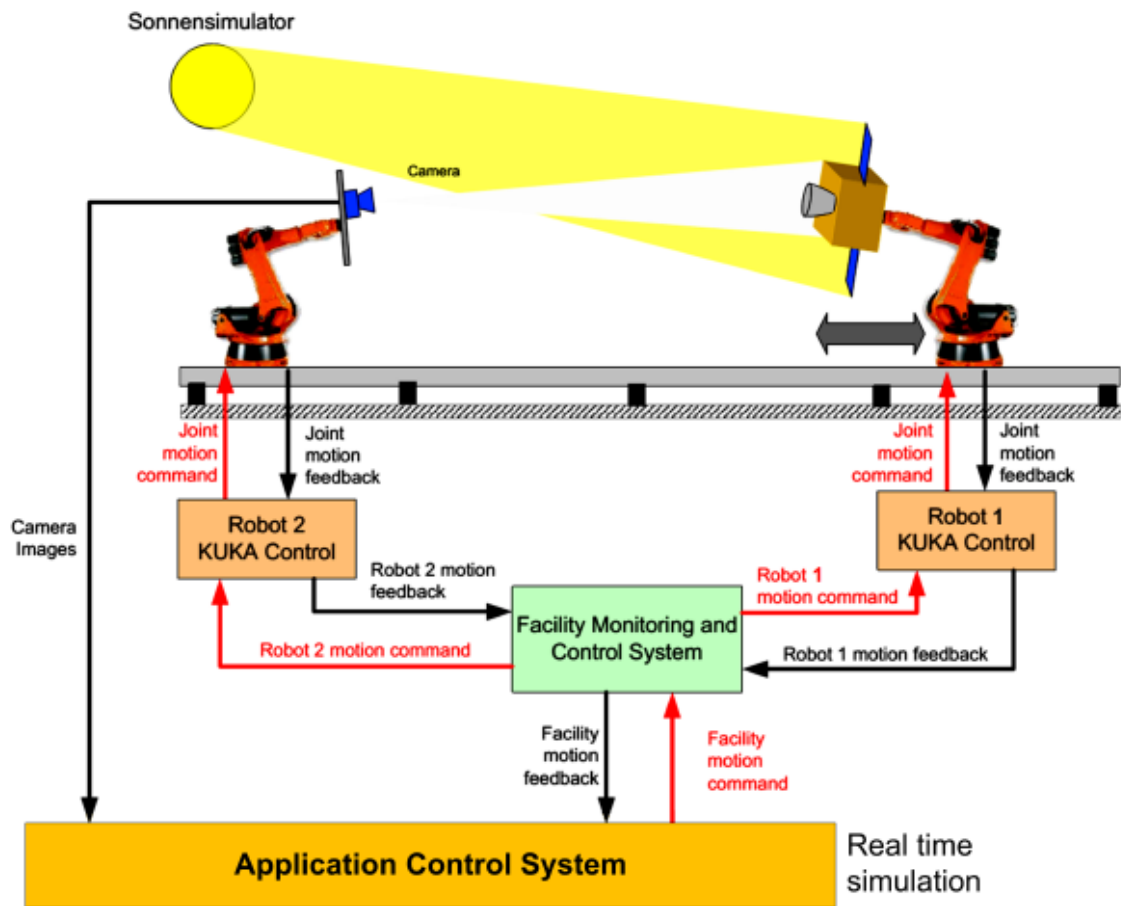 Sonnensimulator
Camera
Joint
motion
command
Joint
motion
feedback
Joint
motion
command
Joint
motion
feedback
Camera
Images
Robot 2
KUKA Control
Robot 1
KUKA Control
Robot 2 motion
feedback
Robot 1
motion command
Facility Monitoring and
Control System
Robot 2 motion command
Robot 1 motion feedback
Facility
motion
feedback
Facility
motion
command
Application Control System
Real time
simulation